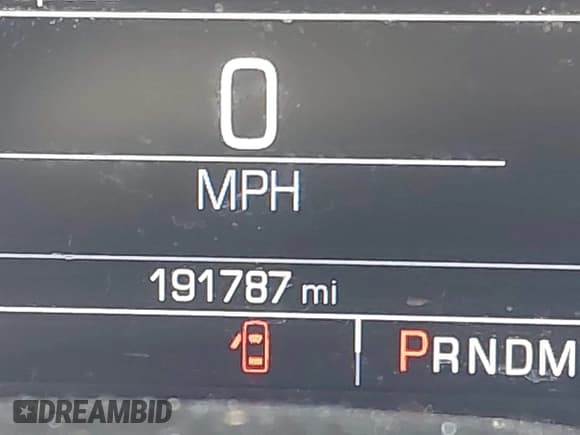 0
MPH
191787 mi
PRNDM
DREAMBID